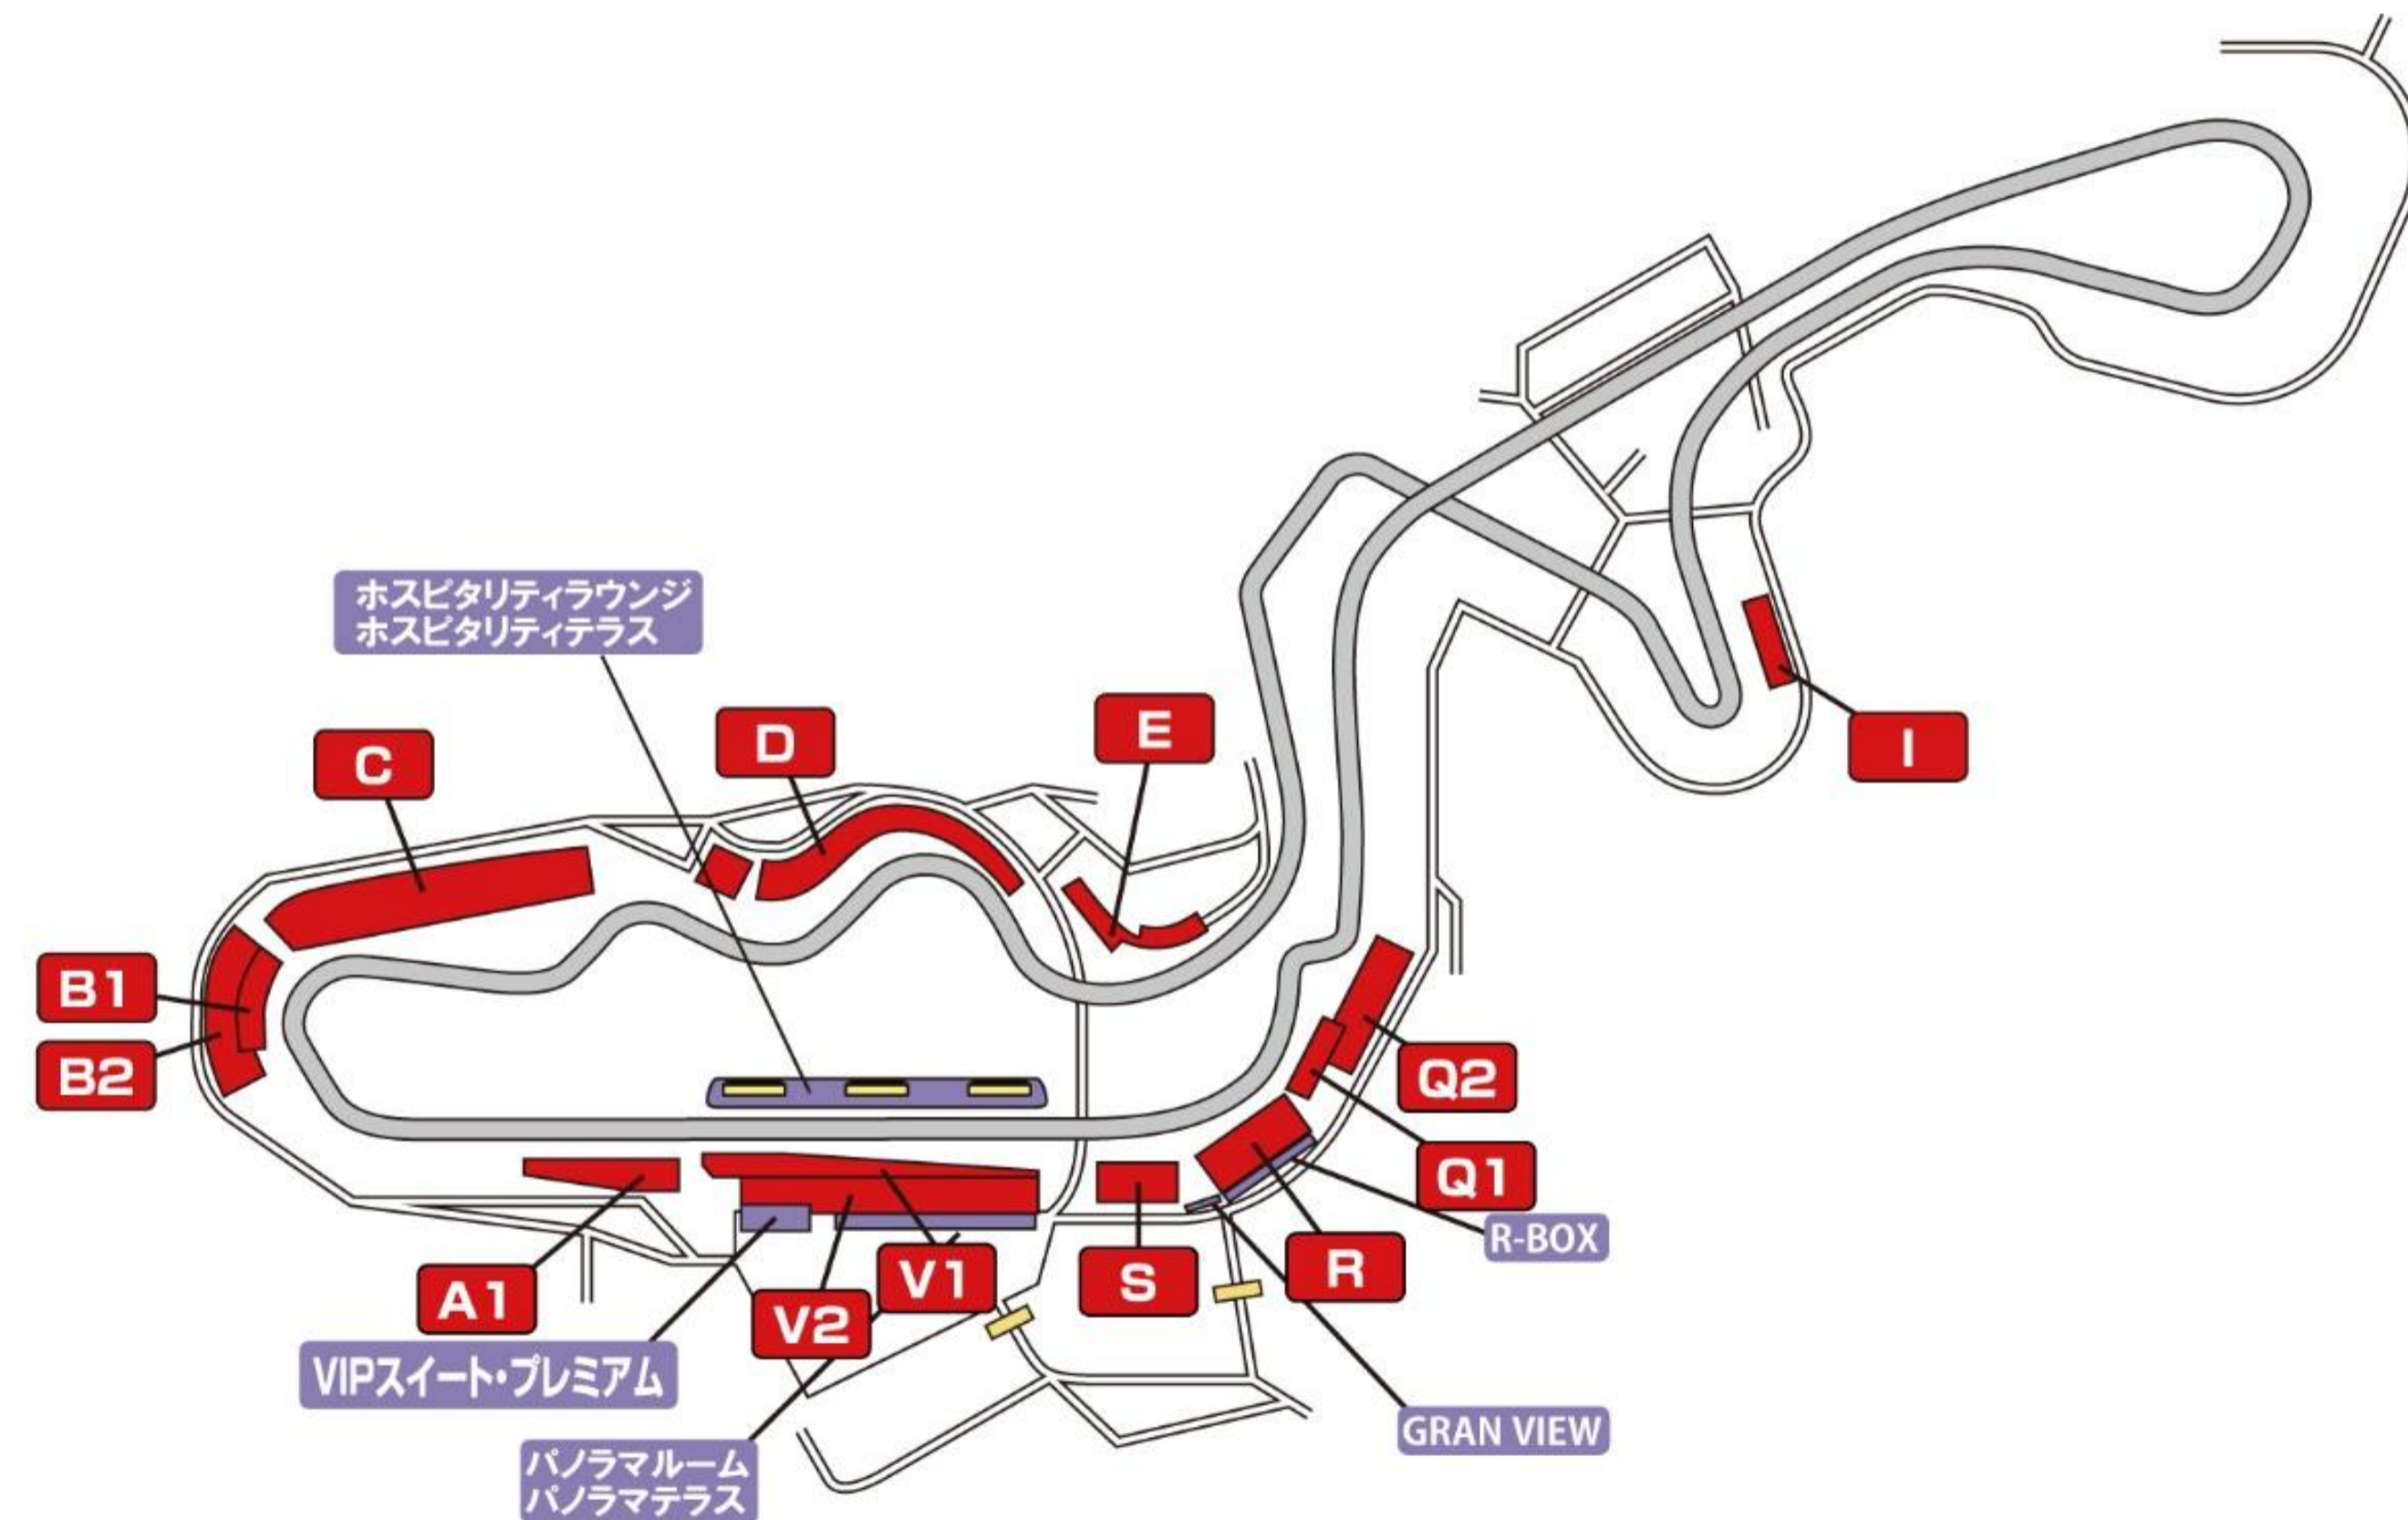 ホスピタリティラウンジ
ホスピタリティテラス
E
D
C
I
B1
B2
Q2
Q1
R-BOX
R
V1
S
A1
V2
VIPスイート・プレミアム
GRAN VIEW
パノラマルーム
パノラマテラス